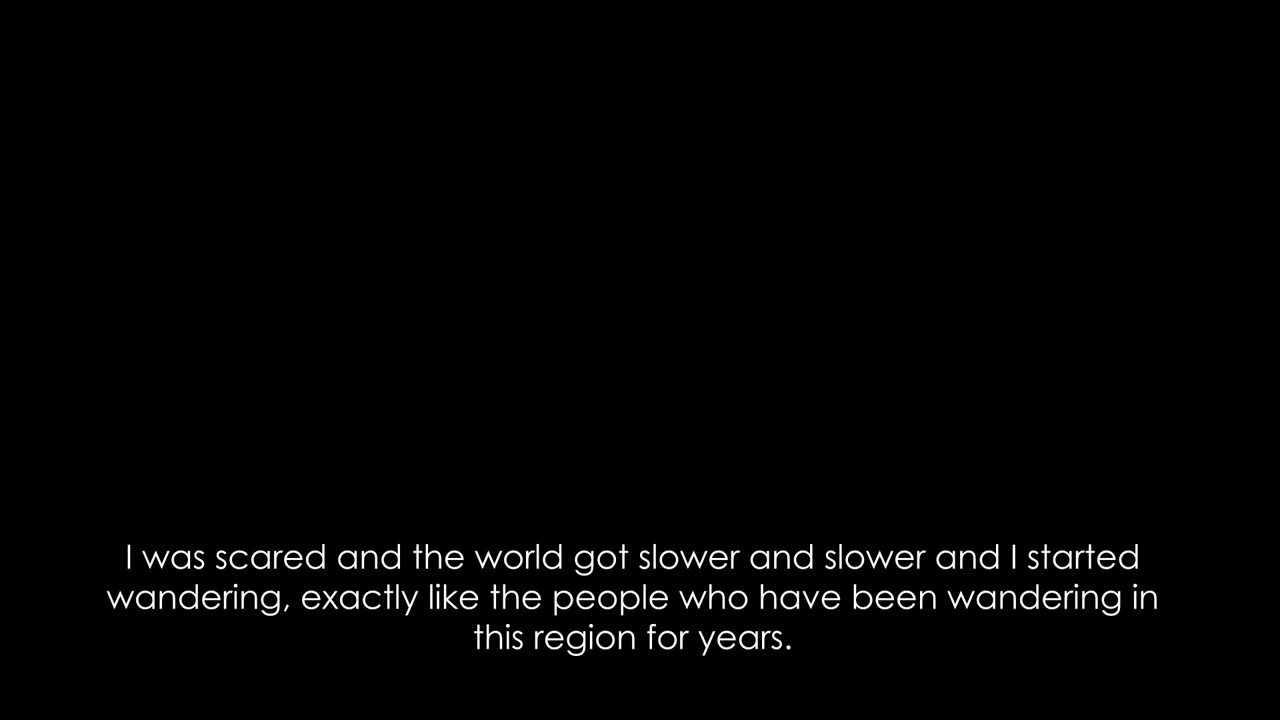 I was scared and the world got slower and slower and I started
wandering, exactly like the people who have been wandering in
this region for years.